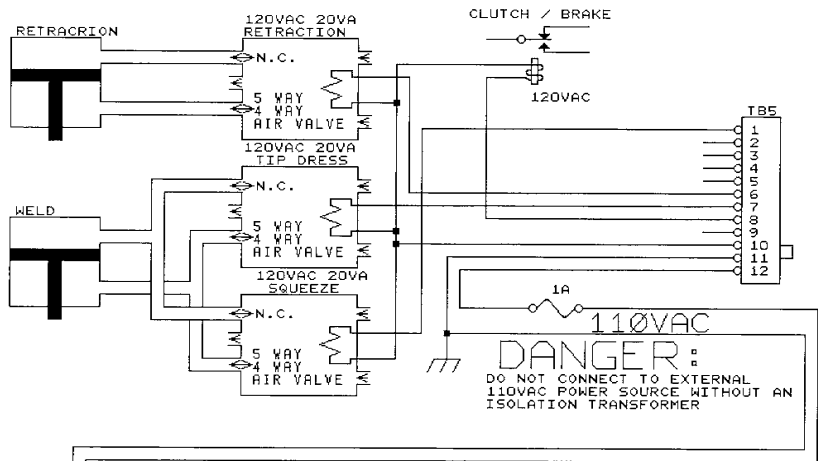 RETRACRION
120VAC 20VA
RETRACTION
N.C.
5 WAY
4 WAY
AIR VALVE
CLUTCH / BRAKE
120VAC
TB5
1
2
3
4
5
6
7
8
9
10
11
12
120VAC 20VA
TIP DRESS
N.C.
5 WAY
4 WAY
AIR VALVE
WELD
120VAC 20VA
SQUEEZE
N.C.
5 WAY
4 WAY
AIR VALVE
1A
110VAC
DANGER:
DO NOT CONNECT TO EXTERNAL
110VAC POWER SOURCE WITHOUT AN
ISOLATION TRANSFORMER